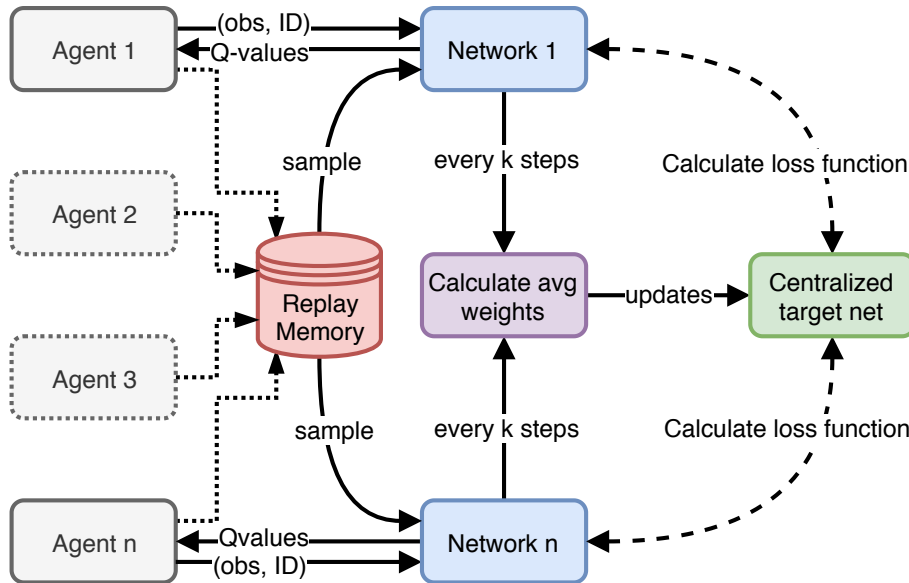 Agent 1
(obs, ID)
Q-values
Network 1
sample
every k steps
Calculate loss function
Agent 2
Replay
Memory
Calculate avg
weights
updates
Centralized
target net
Agent 3
sample
every k steps
Calculate loss function
Agent n
Qvalues
(obs, ID)
Network n